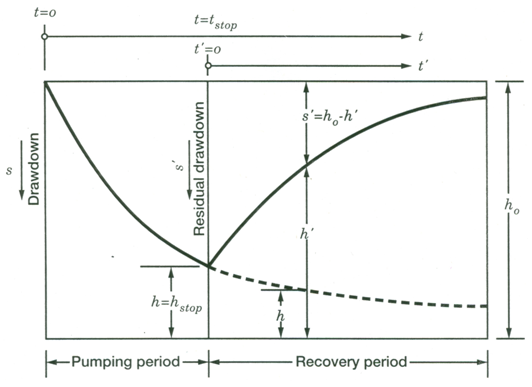 t=o
t=t_stop
t
t'=o
t'
s
Drawdown
s'
Residual drawdown
s'=h_o-h'
h'
h_o
h=h_stop
h
Pumping period
Recovery period